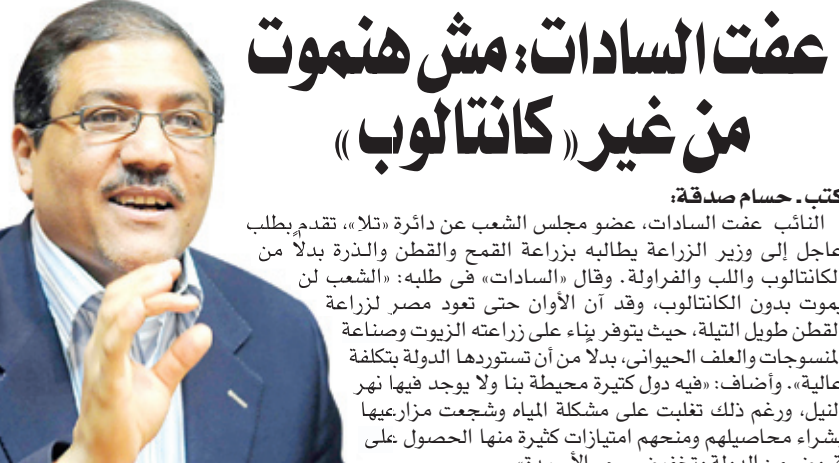 عفت السادات: مش هنموت
من غير «كانتالوب»
كتب ـ حسام صدقة:
النائب عفت السادات، عضو مجلس الشعب عن دائرة «تلا»، تقدم بطلب
عاجل إلى وزير الزراعة يطالبه بزراعة القمح والقطن والذرة بدلاً من
الكانتالوب واللب والفراولة. وقال «السادات» فى طلبه: «الشعب لن
يموت بدون الكانتالوب، وقد آن الأوان حتى تعود مصر لزراعة
القطن طويل التيلة، حيث يتوفر بناء على زراعته الزيوت وصناعة
المنسوجات والعلف الحيوانى، بدلاً من أن تستوردها الدولة بتكلفة
عالية». وأضاف: «فيه دول كتيرة محيطة بنا ولا يوجد فيها نهر
النيل، ورغم ذلك تغلبت على مشكلة المياه وشجعت مزارعيها
بشراء محاصيلهم ومنحهم امتيازات كثيرة منها الحصول على